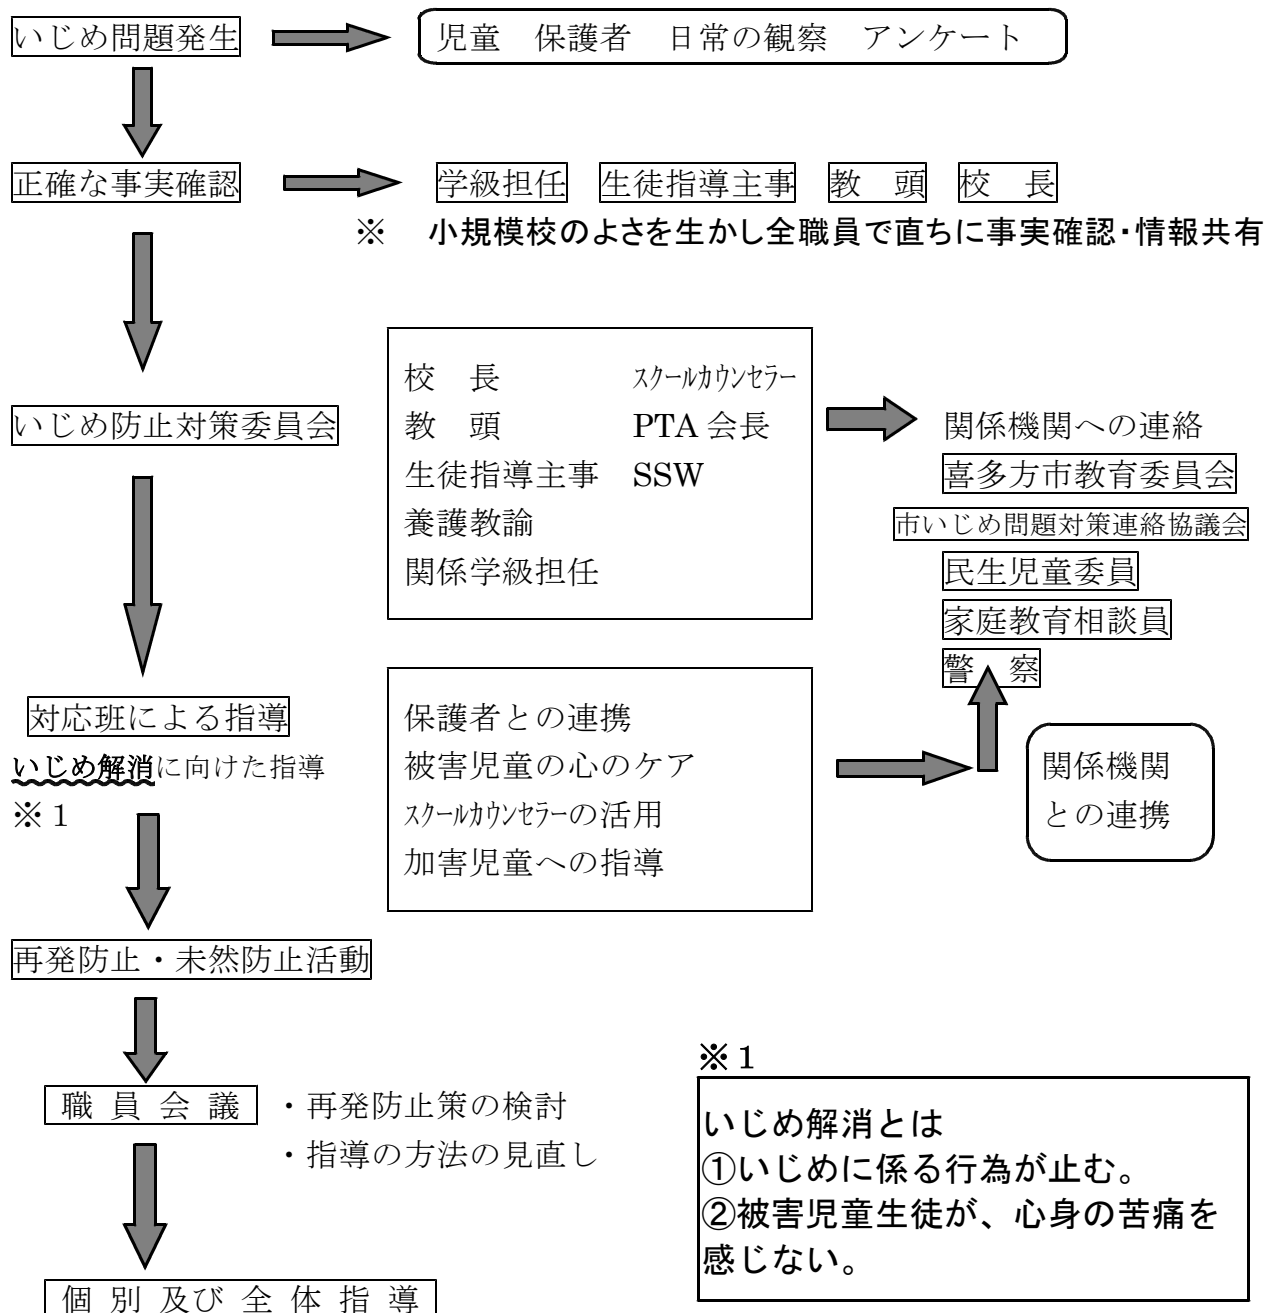 いじめ問題発生
児童　保護者　日常の観察　アンケート
正確な事実確認
学級担任　生徒指導主事　教　頭　校　長
※　小規模校のよさを生かし全職員で直ちに事実確認・情報共有
いじめ防止対策委員会
校　長　スクールカウンセラー
教　頭　PTA 会長
生徒指導主事　SSW
養護教諭
関係学級担任
関係機関への連絡
喜多方市教育委員会
市いじめ問題対策連絡協議会
民生児童委員
家庭教育相談員
警　察
対応班による指導
いじめ解消に向けた指導
※１
保護者との連携
被害児童の心のケア
スクールカウンセラーの活用
加害児童への指導
関係機関
との連携
再発防止・未然防止活動
職 員 会 議
・再発防止策の検討
・指導の方法の見直し
個 別 及び 全 体 指 導
※１
いじめ解消とは
①いじめに係る行為が止む。
②被害児童生徒が、心身の苦痛を
感じない。